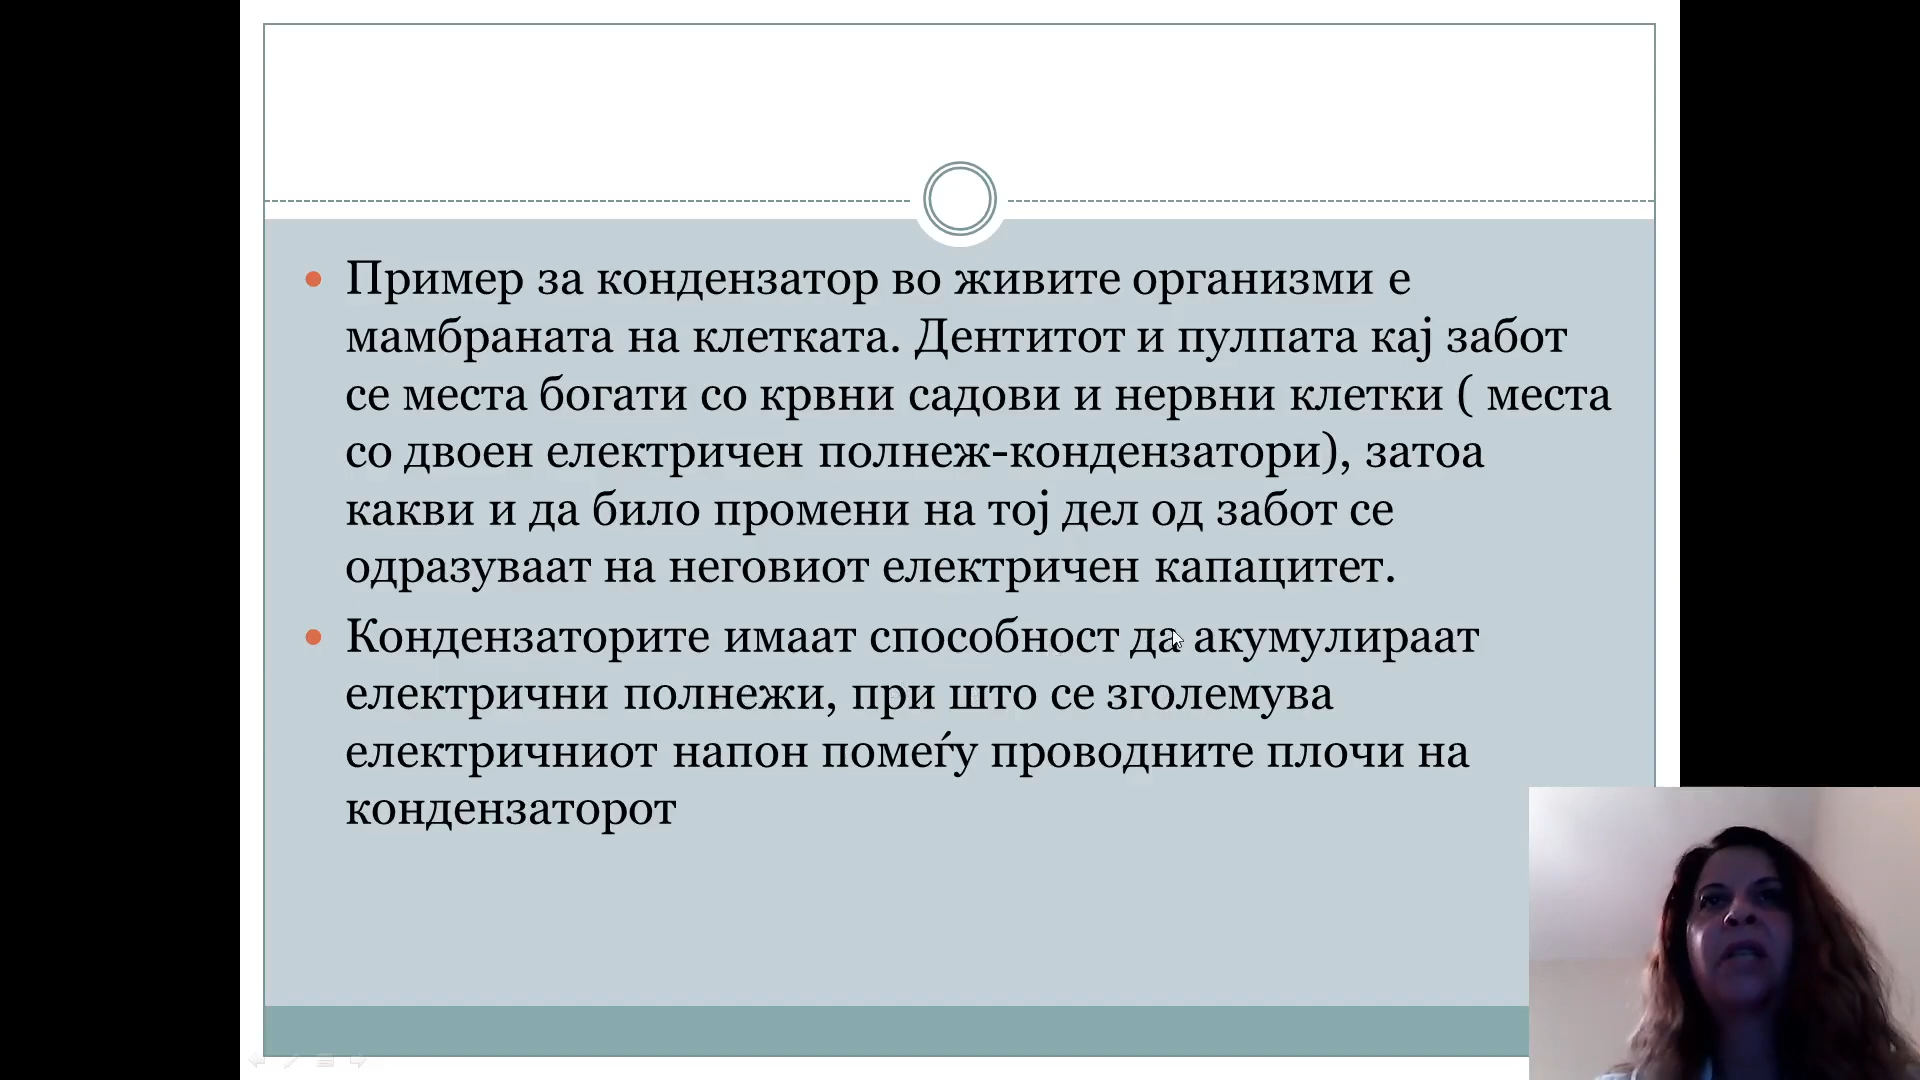 Пример за кондензатор во живите организми е
мамбраната на клетката. Дентитот и пулпата кај забот
се места богати со крвни садови и нервни клетки ( места
со двоен електричен полнеж-кондензатори), затоа
какви и да било промени на тој дел од забот се
одразуваат на неговиот електричен капацитет.
Кондензаторите имаат способност да акумулираат
електрични полнежи, при што се зголемува
електричниот напон помеѓу проводните плочи на
кондензаторот